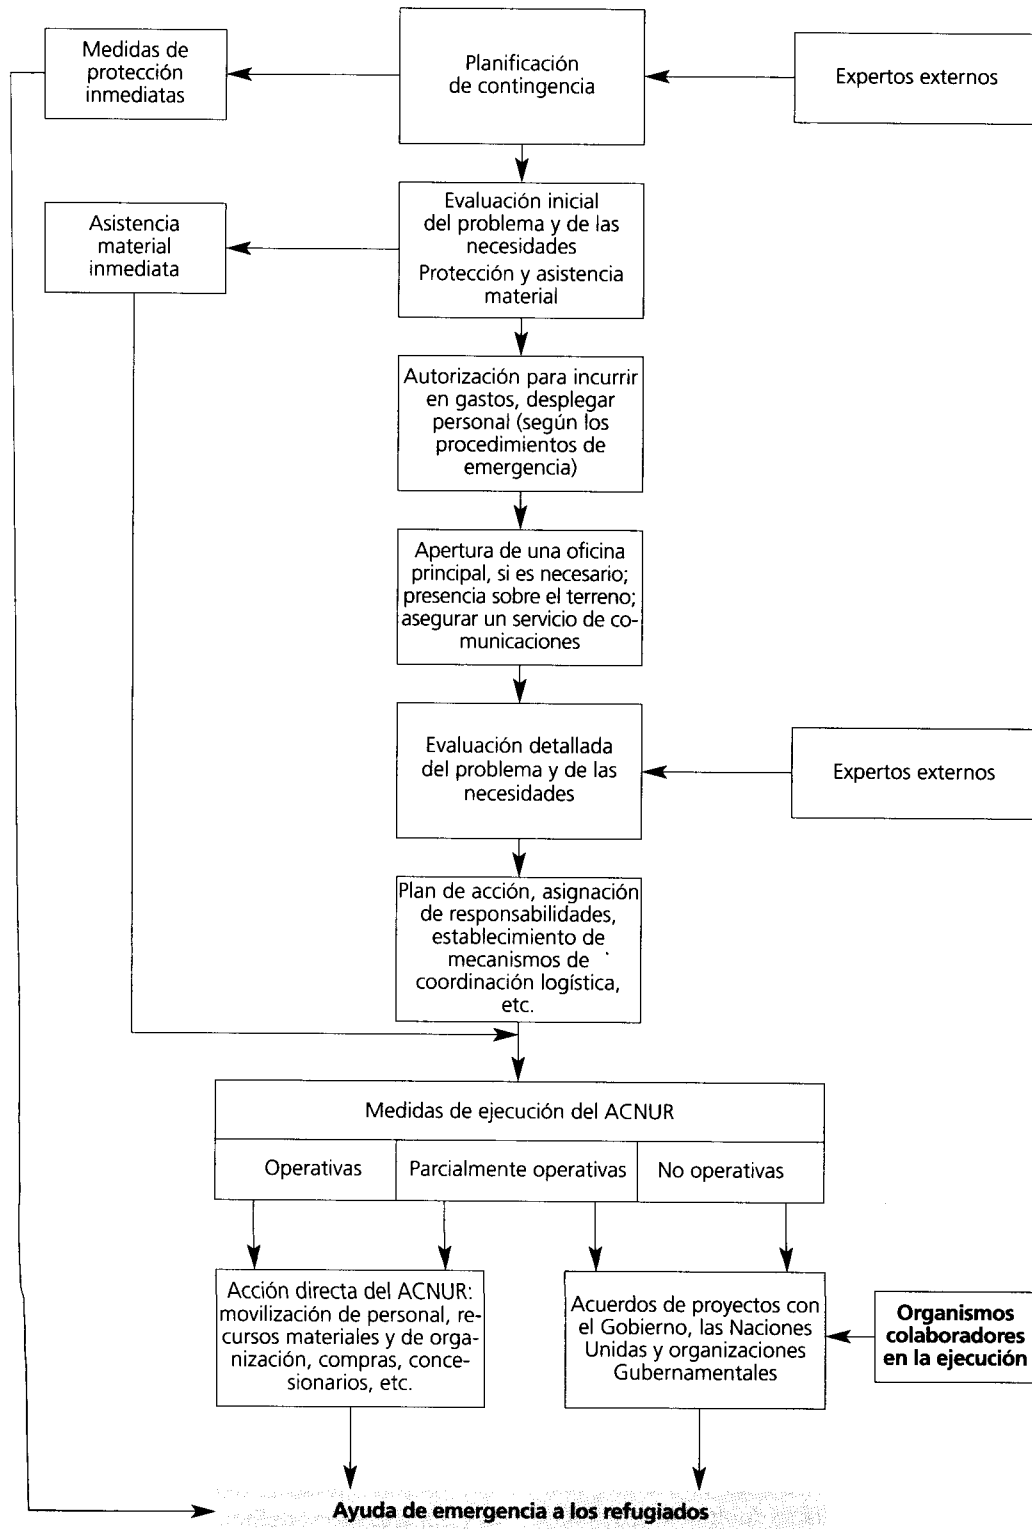 Medidas de
protección
inmediatas
Planificación
de contingencia
Expertos externos
Asistencia
material
inmediata
Evaluación inicial
del problema y de las
necesidades
Protección y asistencia
material
Autorización para incurrir
en gastos, desplegar
personal (según los
procedimientos de
emergencia)
Apertura de una oficina
principal, si es necesario;
presencia sobre el terreno;
asegurar un servicio de co-
municaciones
Evaluación detallada
del problema y de las
necesidades
Expertos externos
Plan de acción, asignación
de responsabilidades,
establecimiento de
mecanismos de
coordinación logística,
etc.
Medidas de ejecución del ACNUR
Operativas
Parcialmente operativas
No operativas
Acción directa del ACNUR:
movilización de personal, re-
cursos materiales y de orga-
nización, compras, conce-
sionarios, etc.
Acuerdos de proyectos con
el Gobierno, las Naciones
Unidas y organizaciones
Gubernamentales
Organismos
colaboradores
en la ejecución
Ayuda de emergencia a los refugiados